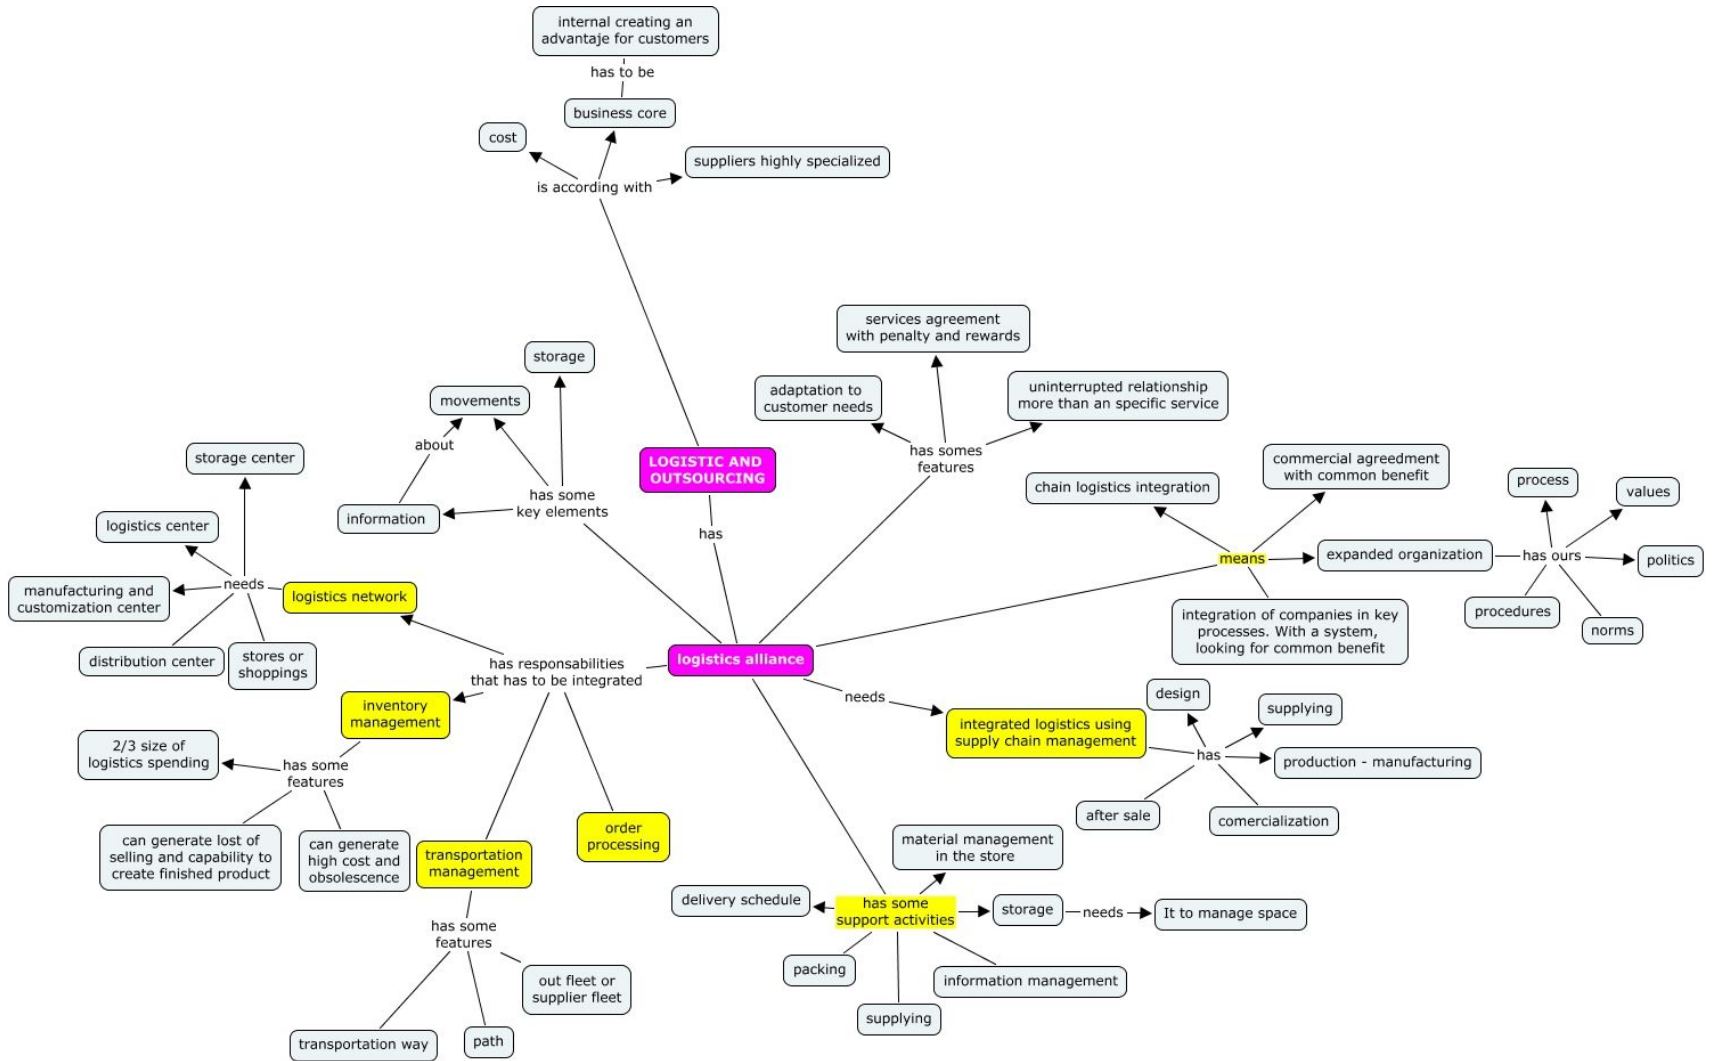 internal creating an
advantaje for customers
has to be
business core
cost
suppliers highly specialized
is according with
services agreement
with penalty and rewards
storage
adaptation to
customer needs
uninterrupted relationship
more than an specific service
movements
about
has somes
features
LOGISTIC AND
OUTSOURCING
commercial agreedment
with common benefit
storage center
chain logistics integration
process
values
has some
key elements
information
logistics center
has
means
expanded organization
has ours
politics
needs
manufacturing and
customization center
logistics network
integration of companies in key
processes. With a system,
looking for common benefit
procedures
norms
distribution center
stores or
shoppings
has responsabilities
that has to be integrated
logistics alliance
needs
design
supplying
inventory
management
integrated logistics using
supply chain management
has
production - manufacturing
2/3 size of
logistics spending
has some
features
after sale
comercialization
can generate lost of
selling and capability to
create finished product
can generate
high cost and
obsolescence
order
processing
transportation
management
material management
in the store
delivery schedule
has some
support activities
storage
needs
It to manage space
has some
features
packing
information management
out fleet or
supplier fleet
supplying
transportation way
path